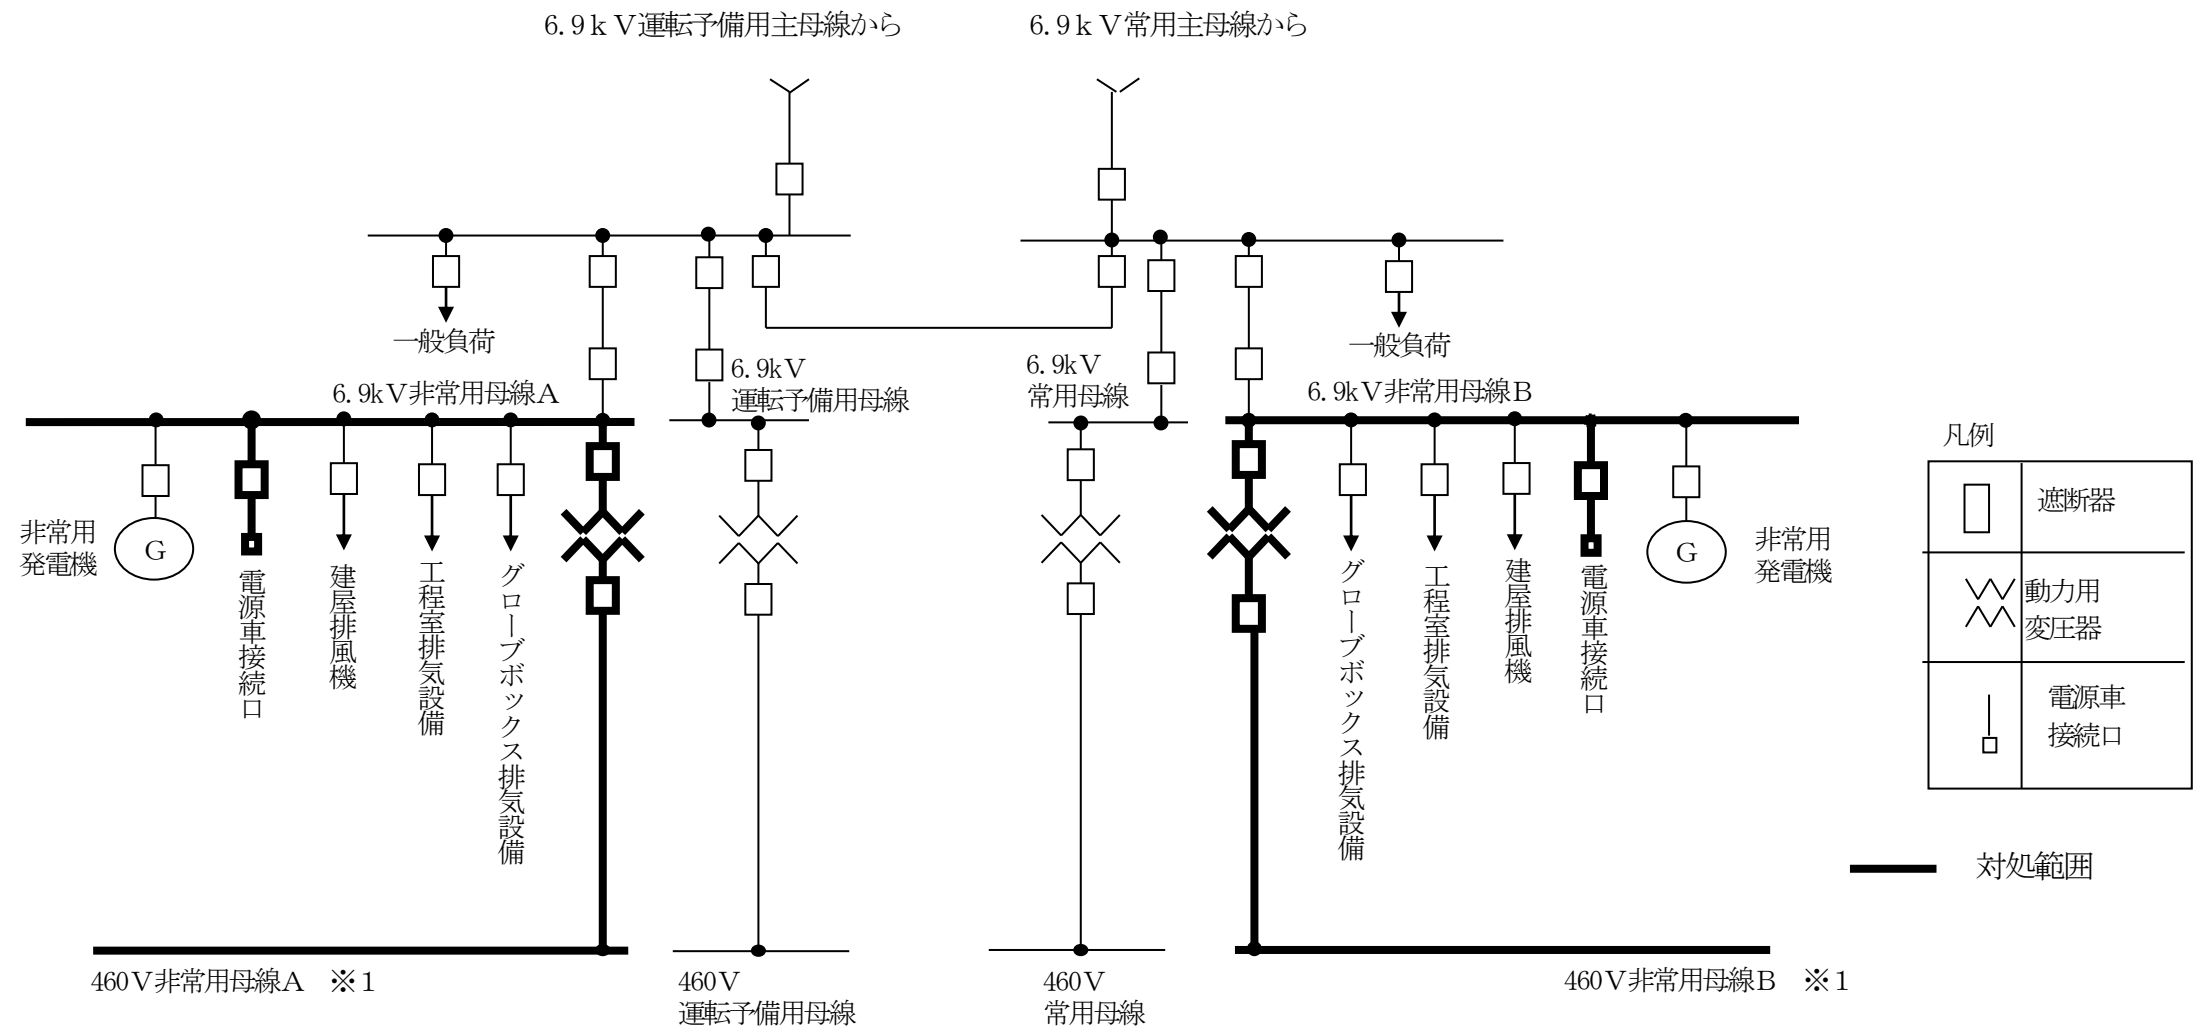 6.9ｋＶ運転予備用主母線から
6.9ｋＶ常用主母線から
一般負荷
一般負荷
6.9kＶ
運転予備用母線
6.9kＶ
常用母線
6.9kＶ非常用母線Ａ
6.9kＶ非常用母線Ｂ
非常用
発電機
Ｇ
電源車接続口
建屋排風機
工程室排気設備
グローブボックス排気設備
グローブボックス排気設備
工程室排気設備
建屋排風機
電源車接続口
Ｇ
非常用
発電機
凡例
遮断器
動力用
変圧器
電源車
接続口
対処範囲
460Ｖ非常用母線Ａ　※１
460Ｖ
運転予備用母線
460Ｖ
常用母線
460Ｖ非常用母線Ｂ　※１